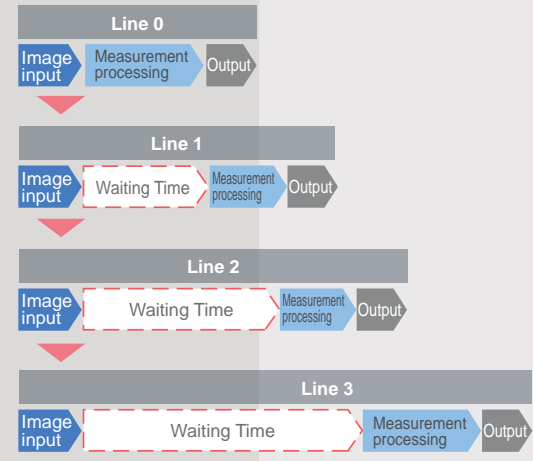 Line 0
Image
input
Measurement
processing
Output
Line 1
Image
input
Waiting Time
Measurement
processing
Output
Line 2
Image
input
Waiting Time
Measurement
processing
Output
Line 3
Image
input
Waiting Time
Measurement
processing
Output